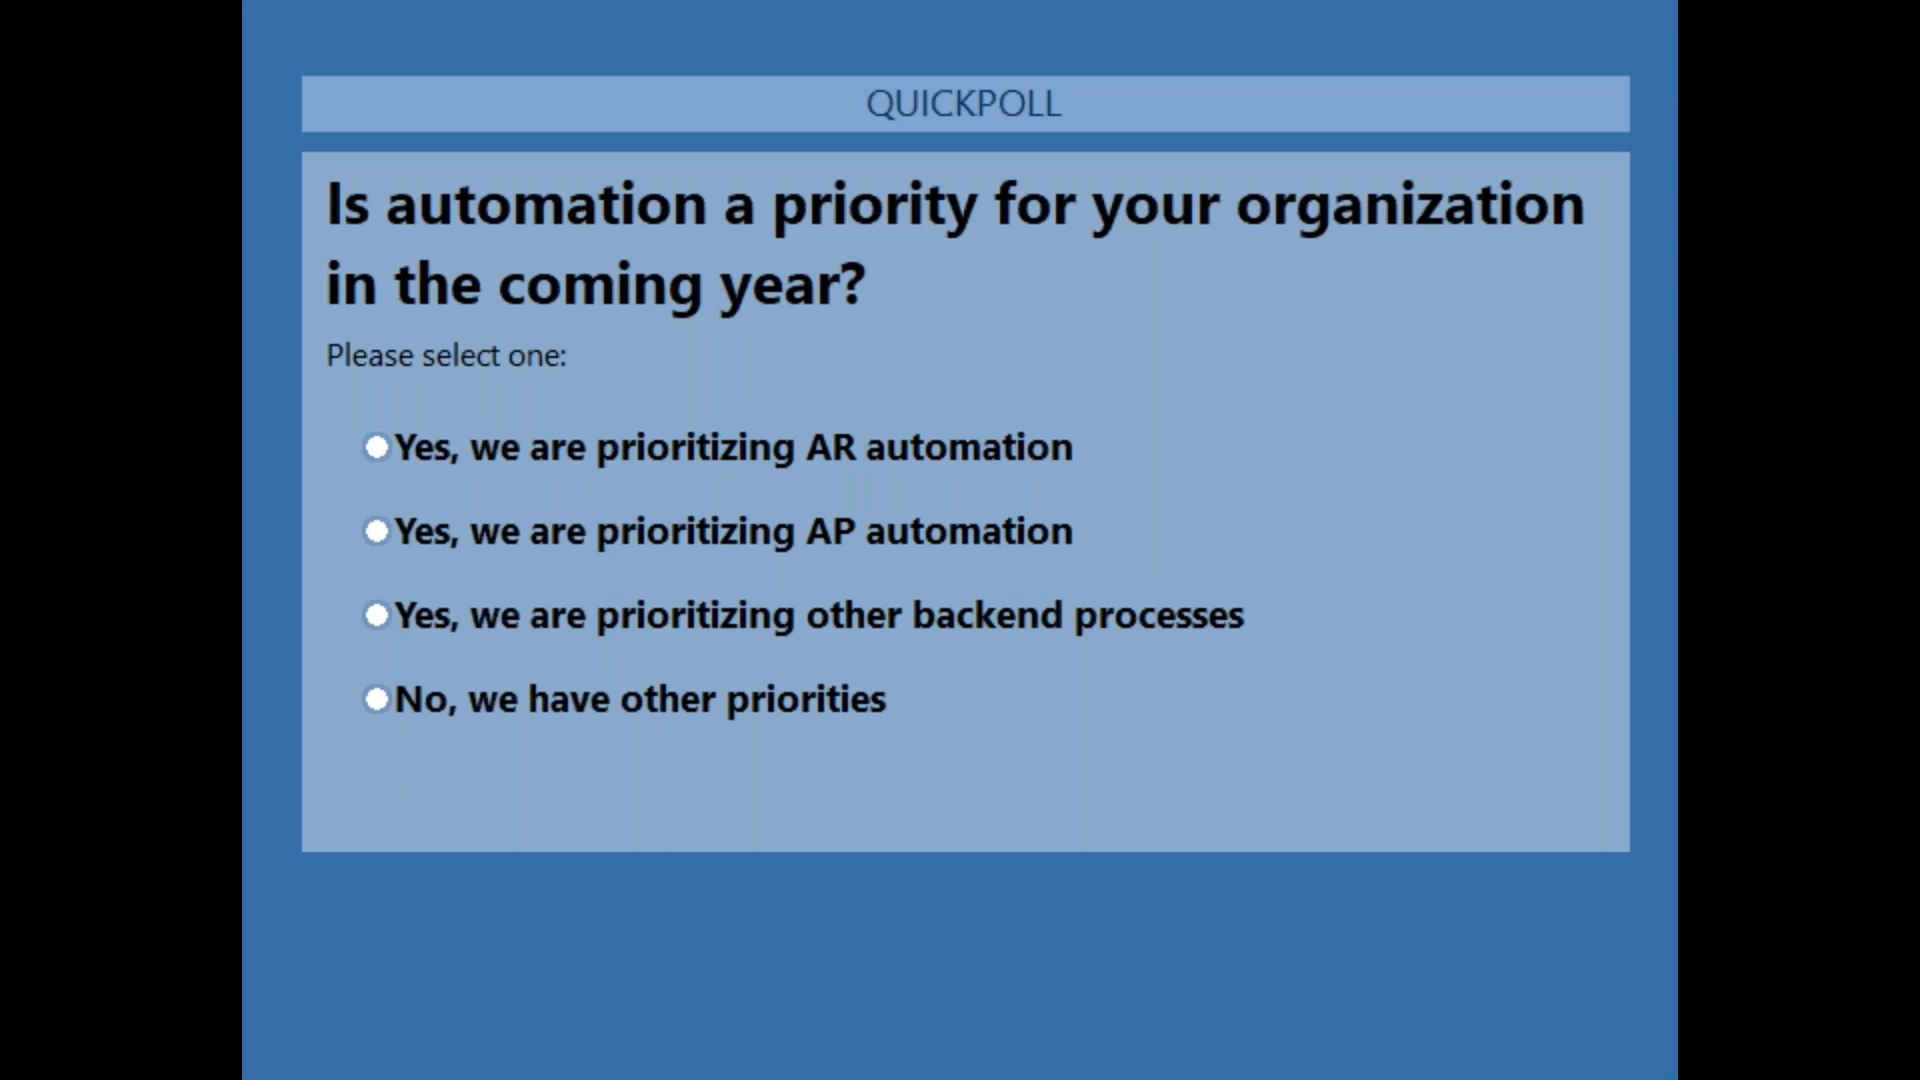 QUICKPOLL
Is automation a priority for your organization
in the coming year?
Please select one:
Yes, we are prioritizing AR automation
Yes, we are prioritizing AP automation
Yes, we are prioritizing other backend processes
No, we have other priorities